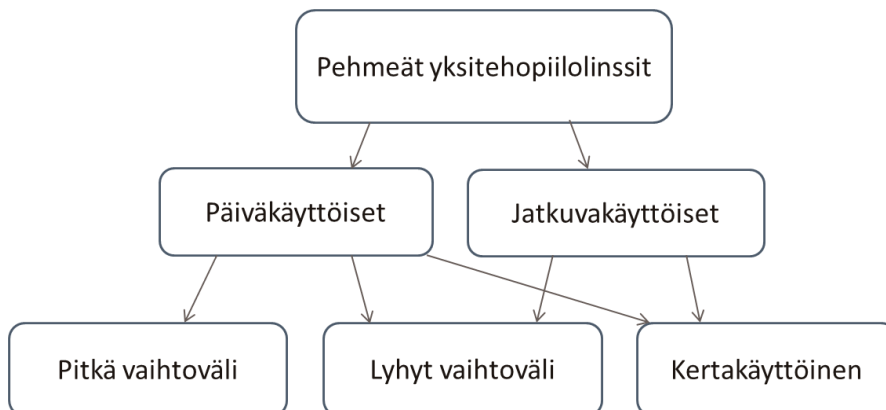 Pehmeät yksitehopiilolinssit
Päiväkäyttöiset
Jatkuvakäyttöiset
Pitkä vaihtoväli
Lyhyt vaihtoväli
Kertakäyttöinen